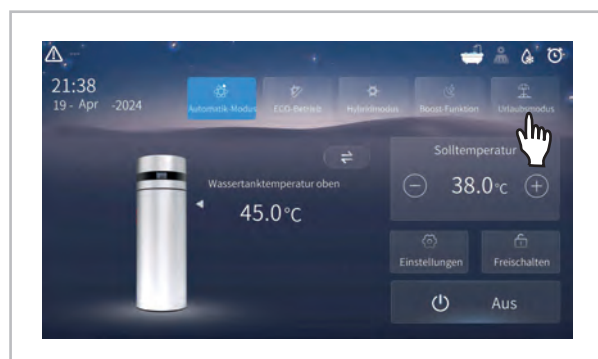 21:38
19 - Apr -2024
Automatik-Modus ECO-Betrieb Hybridmodus Boost-Funktion Urlaubsmodus
Solltemperatur
38.0°C
Wassertanktemperatur oben
45.0°C
Einstellungen Freischalten
Aus